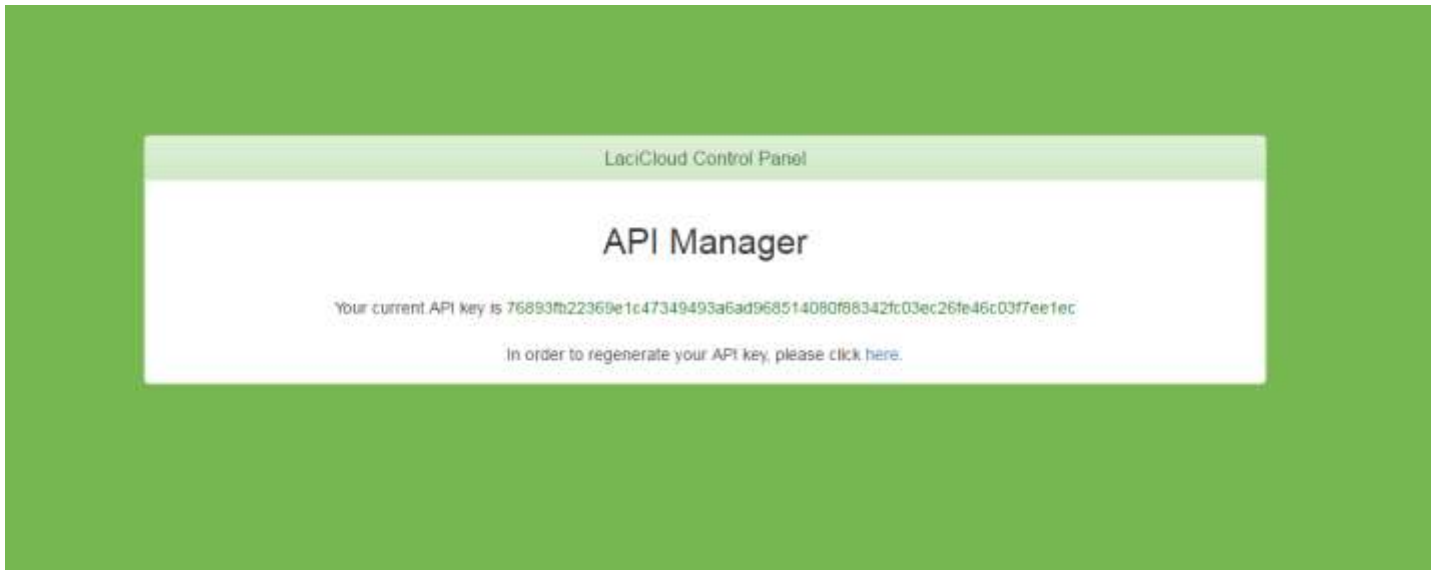 LaciCloud Control Panel
API Manager
Your current API key is 76893fb22369e1c47349493a6ad968514080f88342fc03ec26fe46c03f7ee1ec
In order to regenerate your API key, please click here.